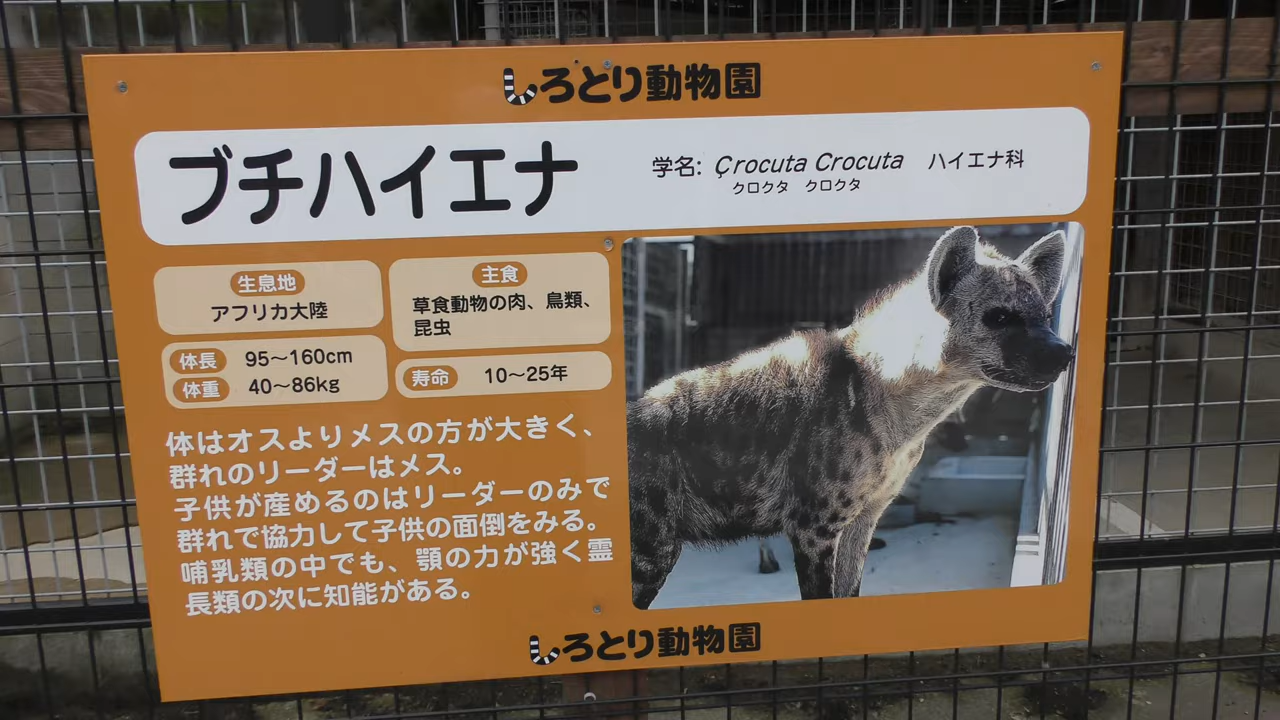 しろとり動物園
ブチハイエナ
学名: Çrocuta Crocuta ハイエナ科
クロクタ クロクタ
生息地
アフリカ大陸
主食
草食動物の肉、鳥類、
昆虫
体長 95〜160cm
体重 40〜86kg
寿命 10〜25年
体はオスよりメスの方が大きく、
群れのリーダーはメス。
子供が産めるのはリーダーのみで
群れで協力して子供の面倒をみる。
哺乳類の中でも、顎の力が強く霊
長類の次に知能がある。
しろとり動物園